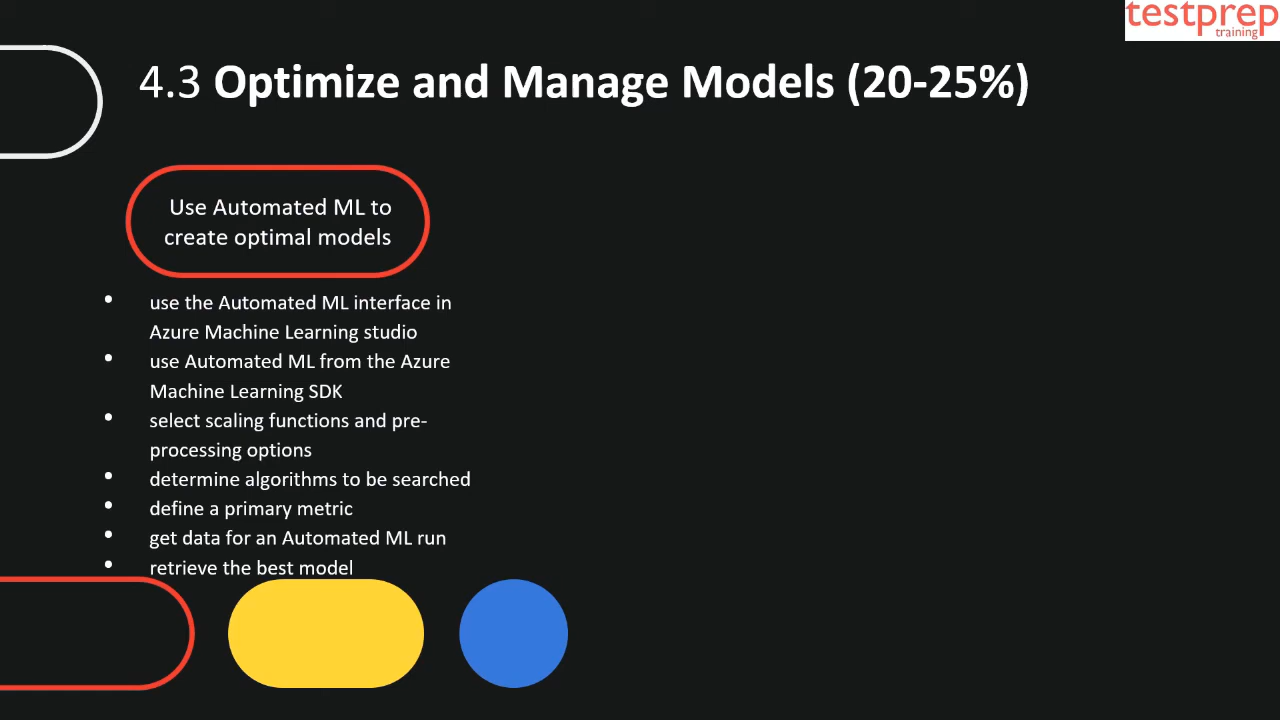 testprep
training
4.3 Optimize and Manage Models (20-25%)
Use Automated ML to
create optimal models
• use the Automated ML interface in
Azure Machine Learning studio
• use Automated ML from the Azure
Machine Learning SDK
• select scaling functions and pre-
processing options
• determine algorithms to be searched
• define a primary metric
• get data for an Automated ML run
• retrieve the best model